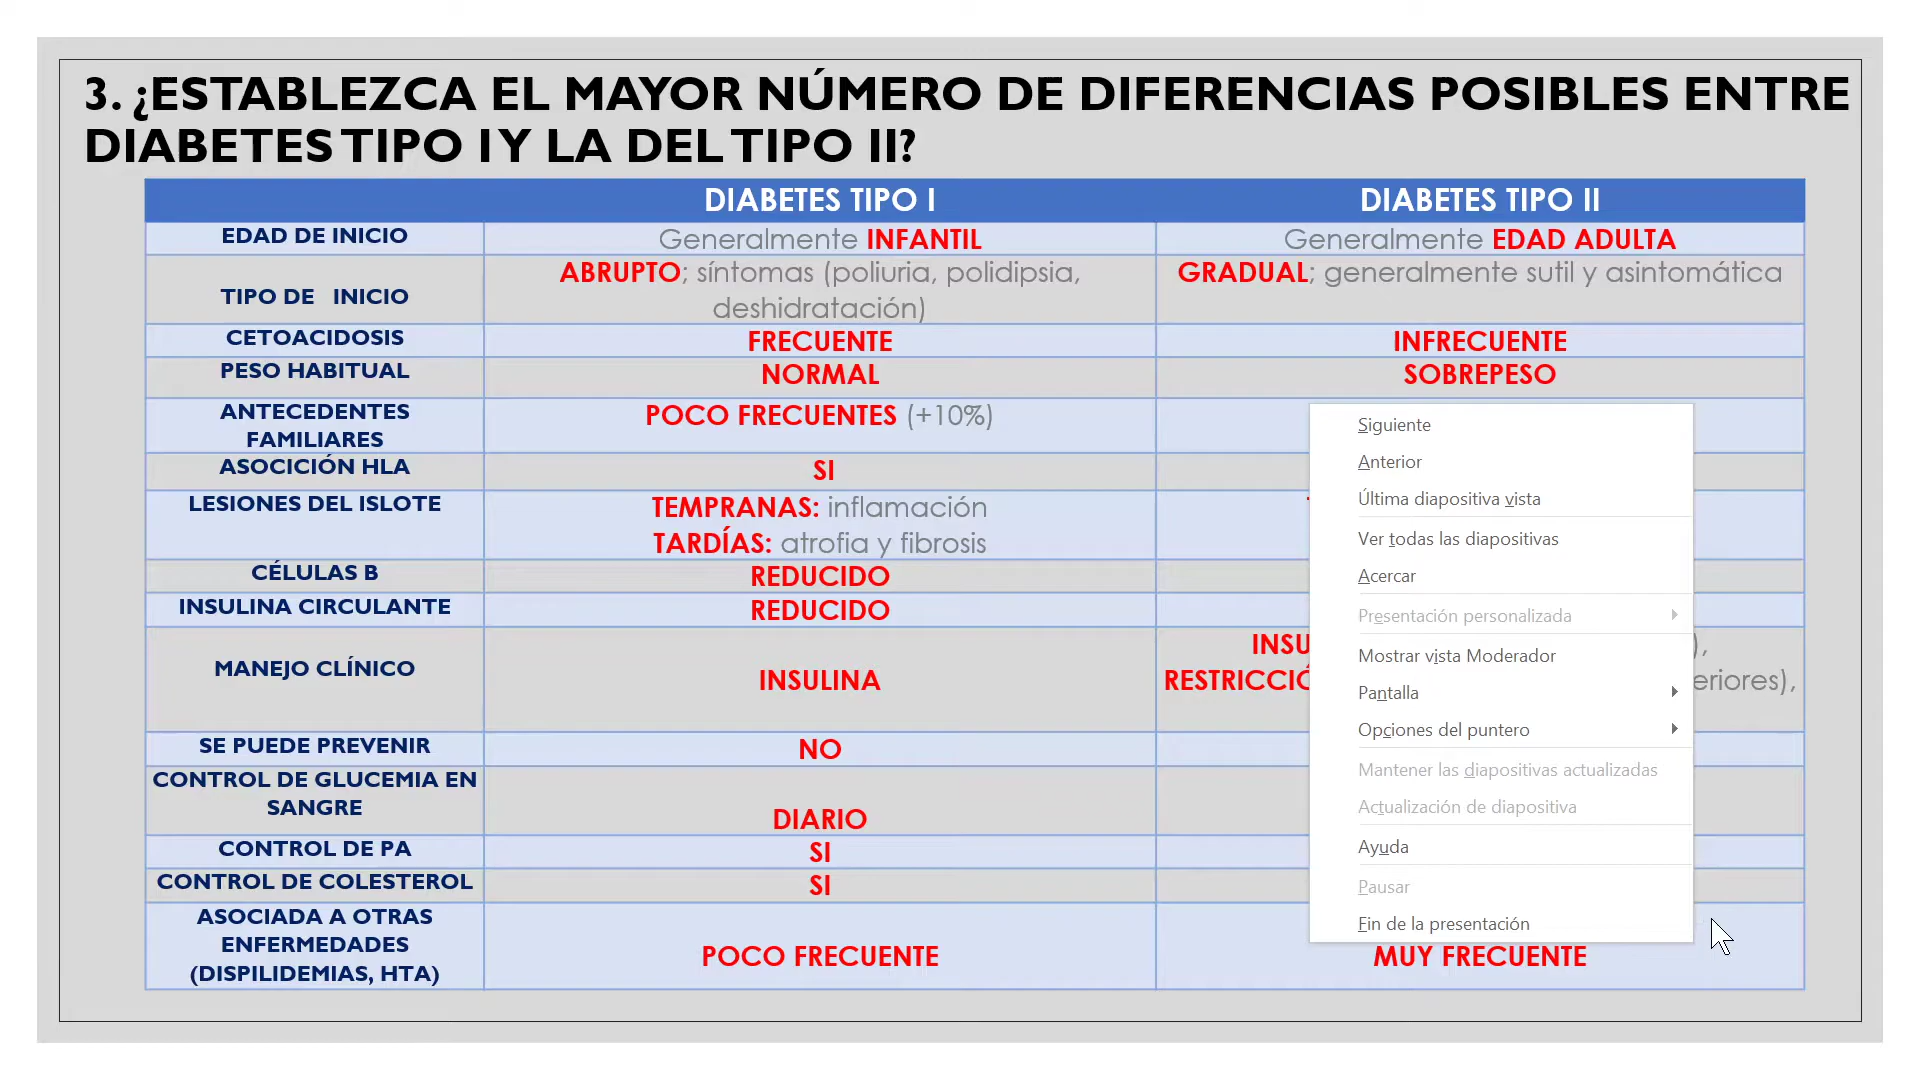 3. ¿ESTABLEZCA EL MAYOR NÚMERO DE DIFERENCIAS POSIBLES ENTRE
DIABETES TIPO I Y LA DEL TIPO II?
DIABETES TIPO I
DIABETES TIPO II
EDAD DE INICIO
Generalmente INFANTIL
Generalmente EDAD ADULTA
TIPO DE INICIO
ABRUPTO; síntomas (poliuria, polidipsia,
deshidratación)
GRADUAL; generalmente sutil y asintomática
CETOACIDOSIS
FRECUENTE
INFRECUENTE
PESO HABITUAL
NORMAL
SOBREPESO
ANTECEDENTES
FAMILIARES
POCO FRECUENTES (+10%)
ASOCICIÓN HLA
SI
LESIONES DEL ISLOTE
TEMPRANAS: inflamación
TARDÍAS: atrofia y fibrosis
CÉLULAS B
REDUCIDO
INSULINA CIRCULANTE
REDUCIDO
MANEJO CLÍNICO
INSULINA
SE PUEDE PREVENIR
NO
CONTROL DE GLUCEMIA EN
SANGRE
DIARIO
CONTROL DE PA
SI
CONTROL DE COLESTEROL
SI
ASOCIADA A OTRAS
ENFERMEDADES
(DISPILIDEMIAS, HTA)
POCO FRECUENTE
MUY FRECUENTE
Siguiente
Anterior
Última diapositiva vista
Ver todas las diapositivas
Acercar
Presentación personalizada
Mostrar vista Moderador
Pantalla
Opciones del puntero
Mantener las diapositivas actualizadas
Actualización de diapositiva
Ayuda
Pausar
Fin de la presentación